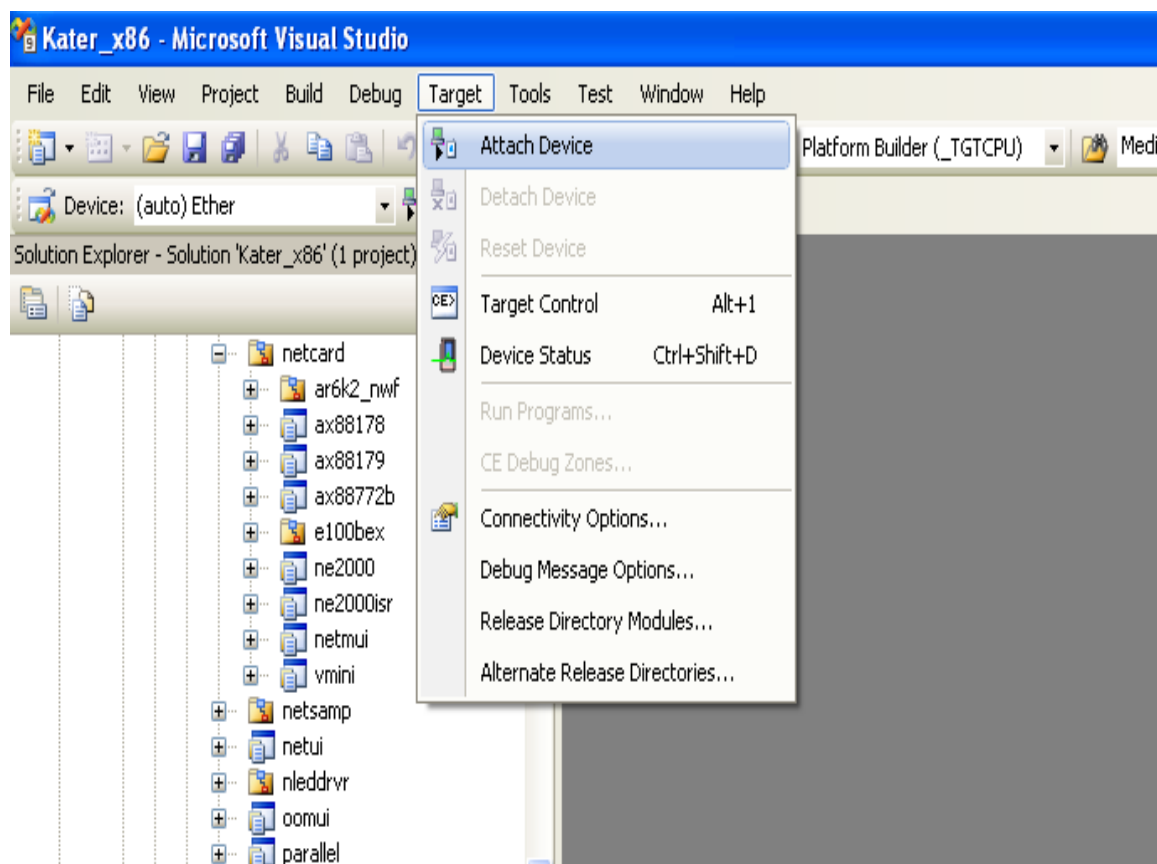 Kater_x86 - Microsoft Visual Studio
File Edit View Project Build Debug Target Tools Test Window Help
Platform Builder (_TGTCPU) Medi
Device: (auto) Ether
Solution Explorer - Solution 'Kater_x86' (1 project)
Attach Device
Detach Device
Reset Device
CE> Target Control Alt+1
Device Status Ctrl+Shift+D
Run Programs...
CE Debug Zones...
Connectivity Options...
Debug Message Options...
Release Directory Modules...
Alternate Release Directories...
netcard
ar6k2_nwf
ax88178
ax88179
ax88772b
e100bex
ne2000
ne2000isr
netmui
vmini
netsamp
netui
nleddrvr
oomui
parallel